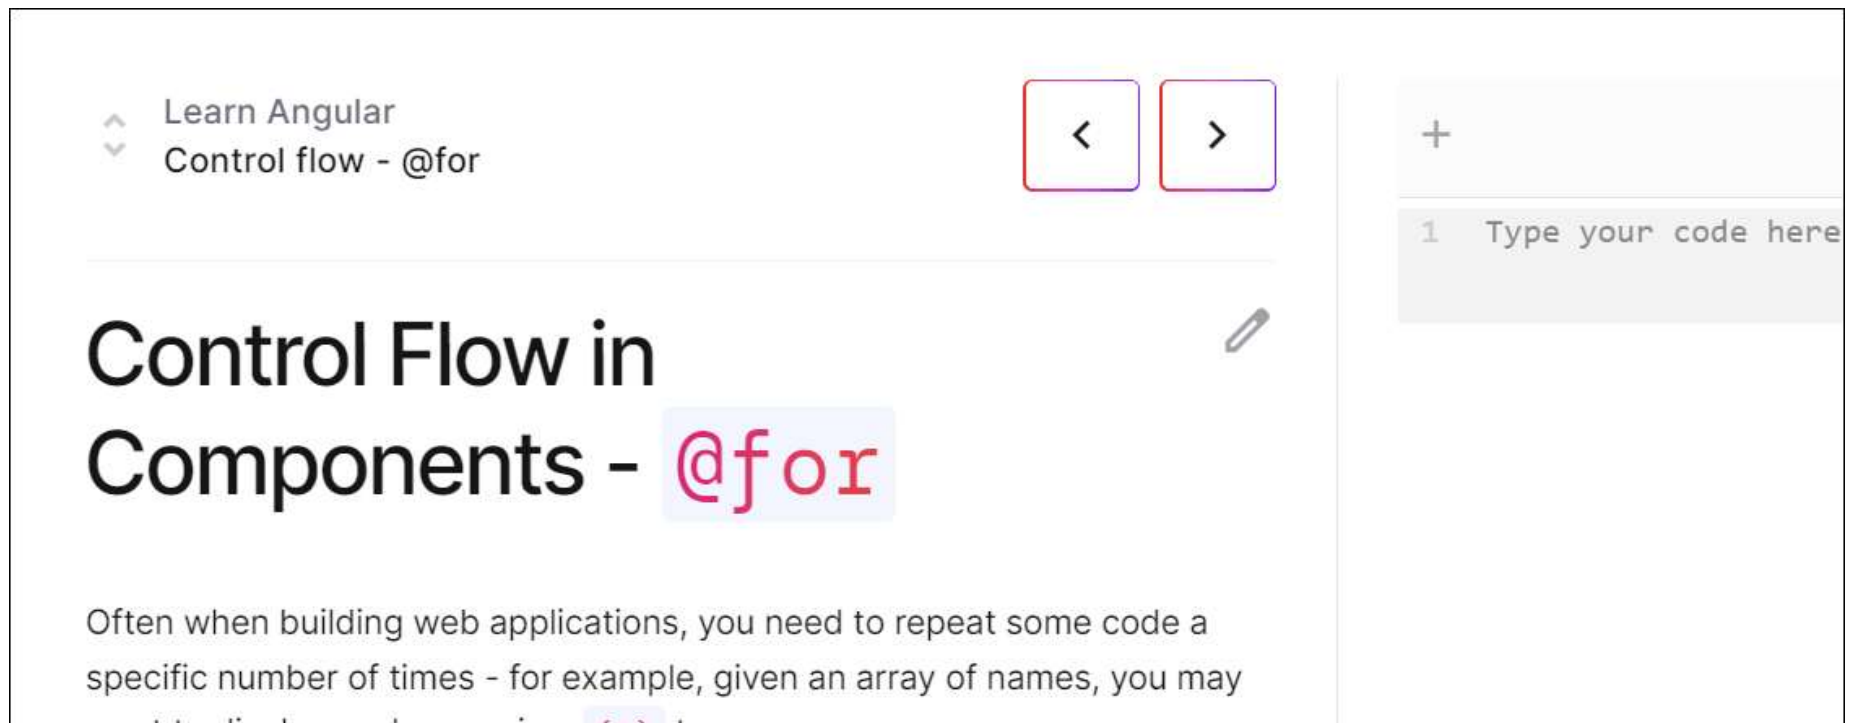 Learn Angular
Control flow - @for
+
1 Type your code here
Control Flow in
Components - @for
Often when building web applications, you need to repeat some code a
specific number of times - for example, given an array of names, you may